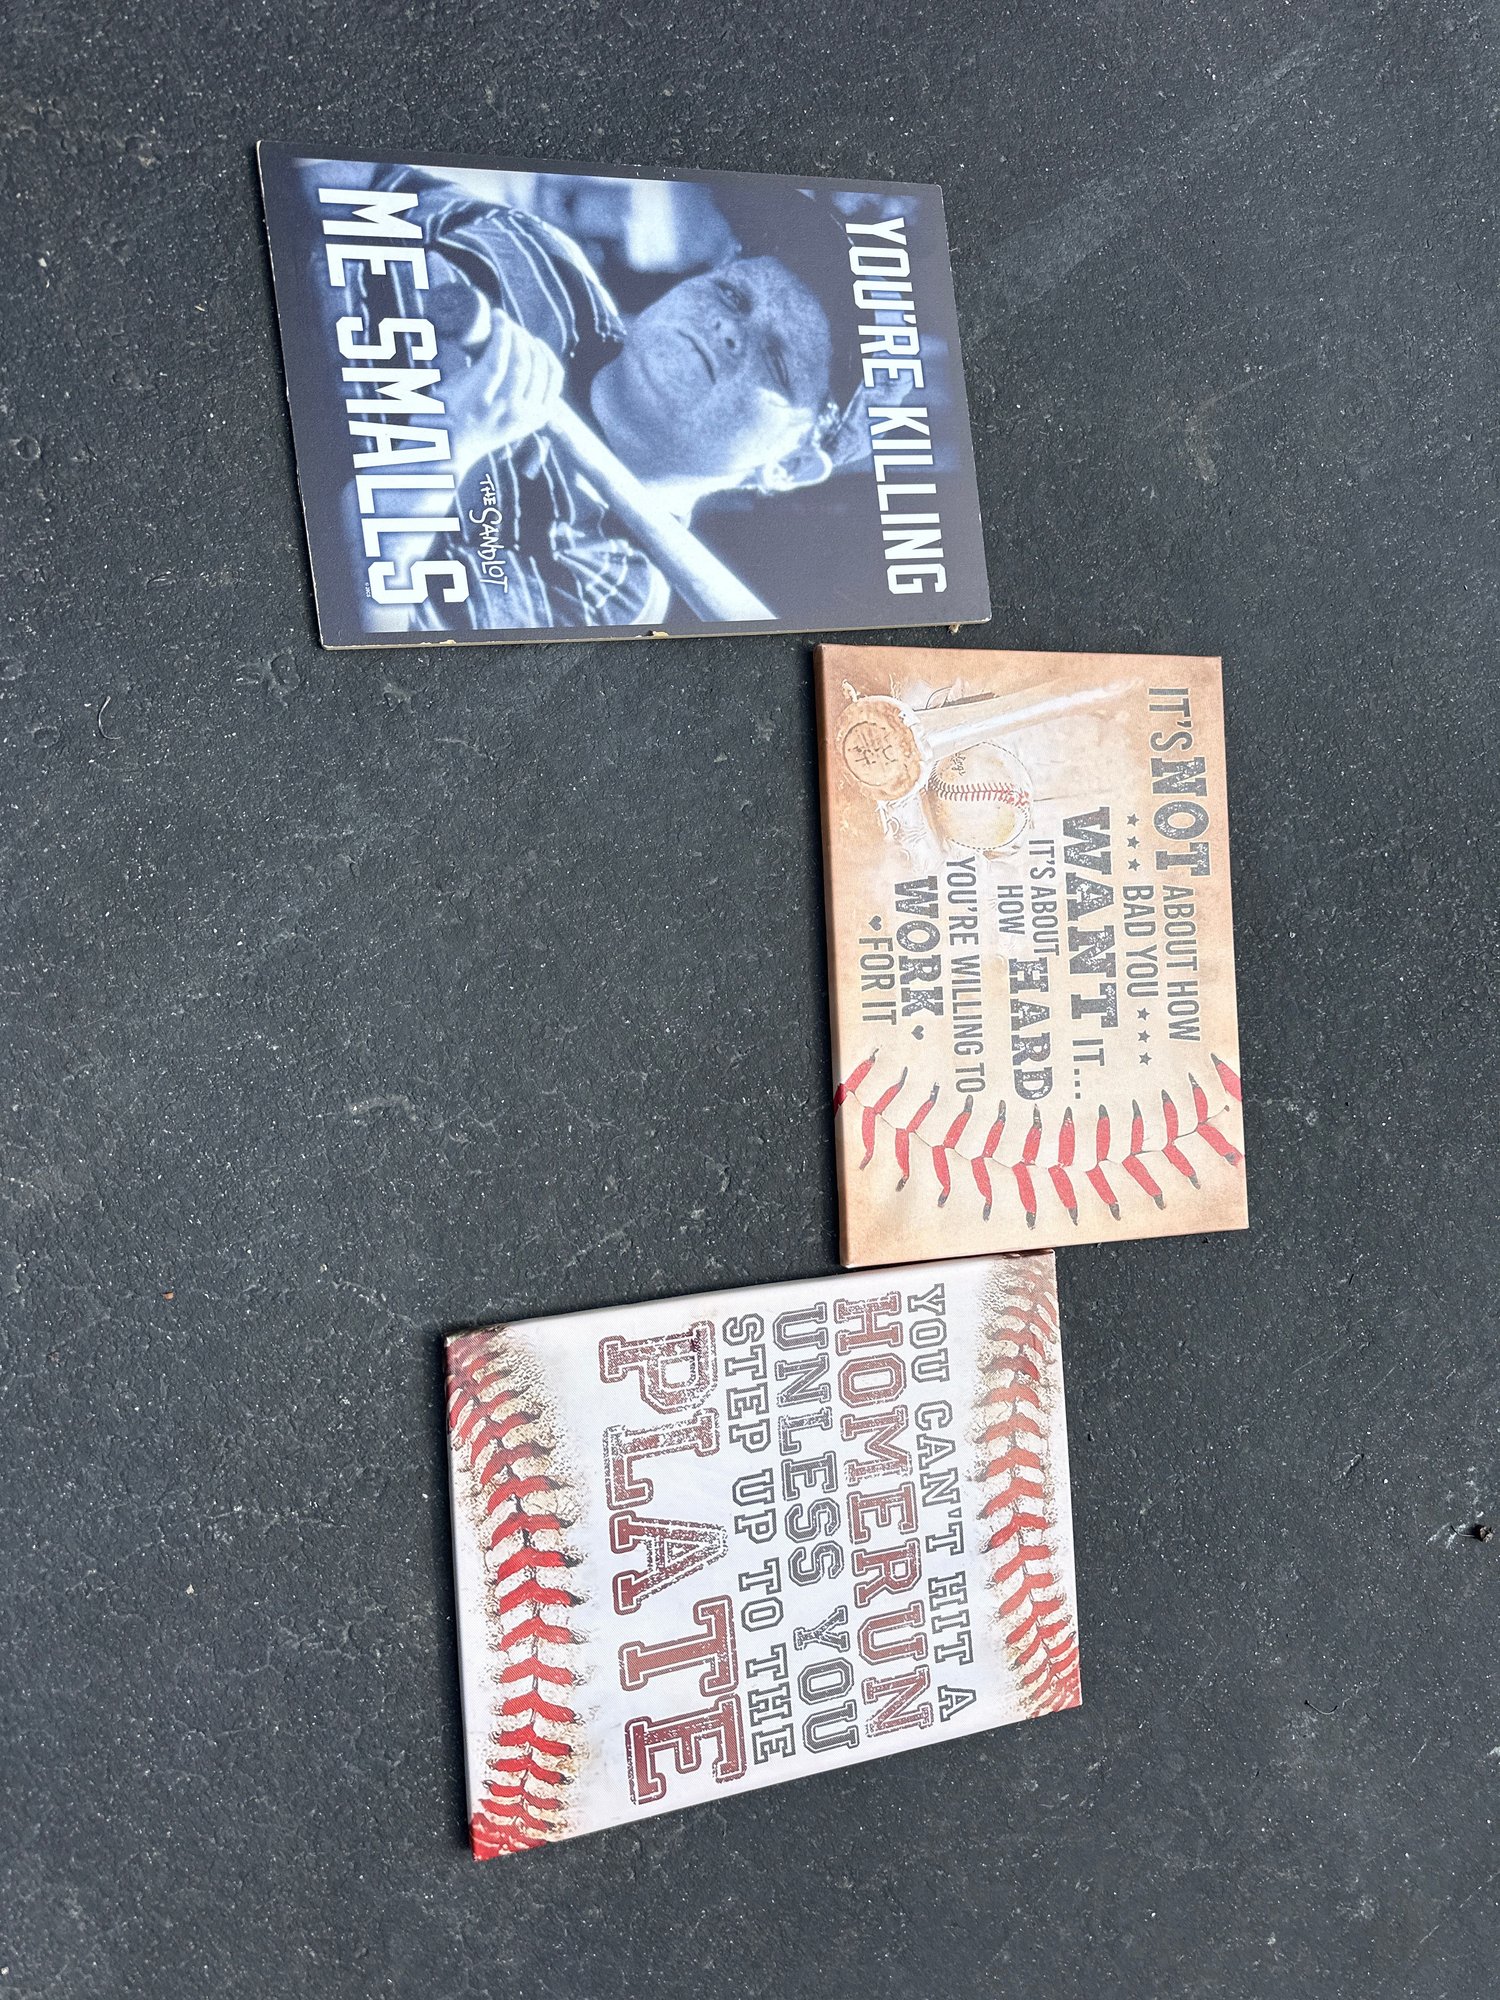 YOU'RE KILLING
THE SANDLOT
ME SMALLS
IT'S NOT ABOUT HOW
BAD YOU
WANT IT...
IT'S ABOUT
HOW HARD
YOU'RE WILLING TO
WORK
FOR IT
YOU CAN'T HIT A
HOMERUN
UNLESS YOU
STEP UP TO THE
PLATE